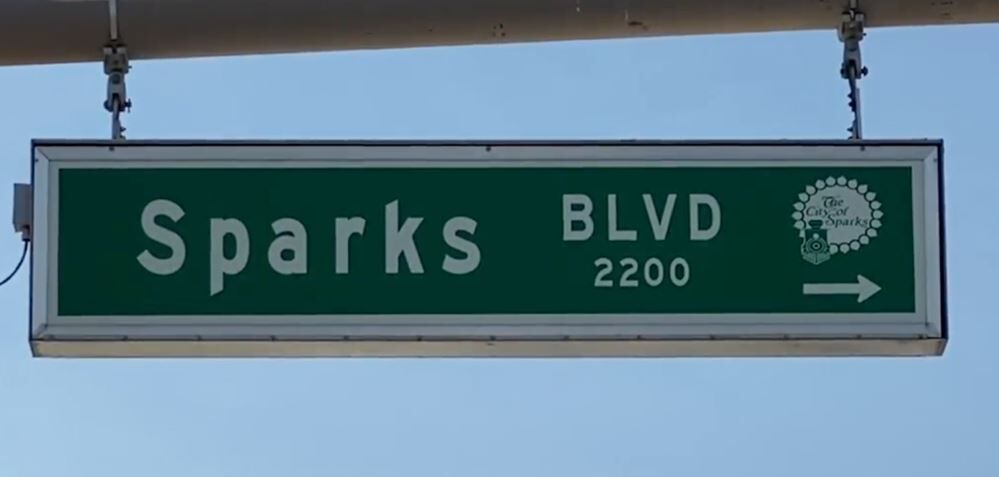 Sparks
BLVD
2200
The
City of
Sparks